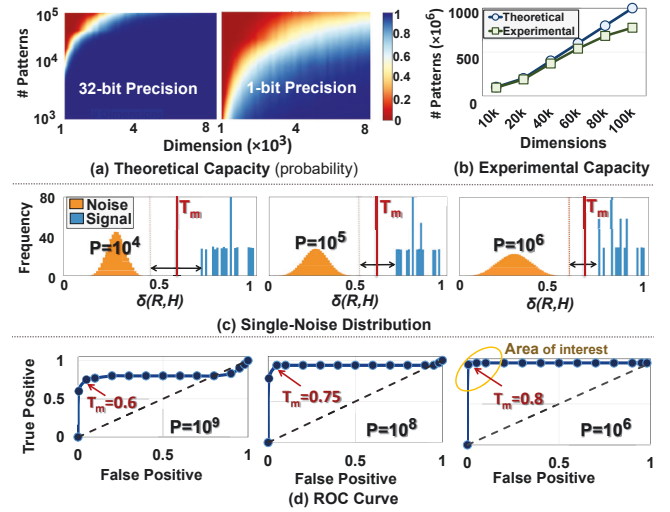 10^5
10^4
10^3
# Patterns
32-bit Precision
1-bit Precision
1 4 8 1 4 8
Dimension (×10^3)
1
0.8
0.6
0.4
0.2
0
(a) Theoretical Capacity (probability)
1000
500
0
# Patterns (×10^6)
Theoretical
Experimental
10k 20k 40k 60k 80k 100k
Dimensions
(b) Experimental Capacity
80
40
0
Frequency
Noise
Signal
P=10^4
T_m
0 0.5 1
δ(R,H)
P=10^5
T_m
0 0.5 1
δ(R,H)
P=10^6
T_m
0 0.5 1
δ(R,H)
(c) Single-Noise Distribution
1
0.5
0
True Positive
T_m=0.6
P=10^9
0 0.5 1
False Positive
T_m=0.75
P=10^8
0 0.5 1
False Positive
Area of interest
T_m=0.8
P=10^6
0 0.5 1
False Positive
(d) ROC Curve